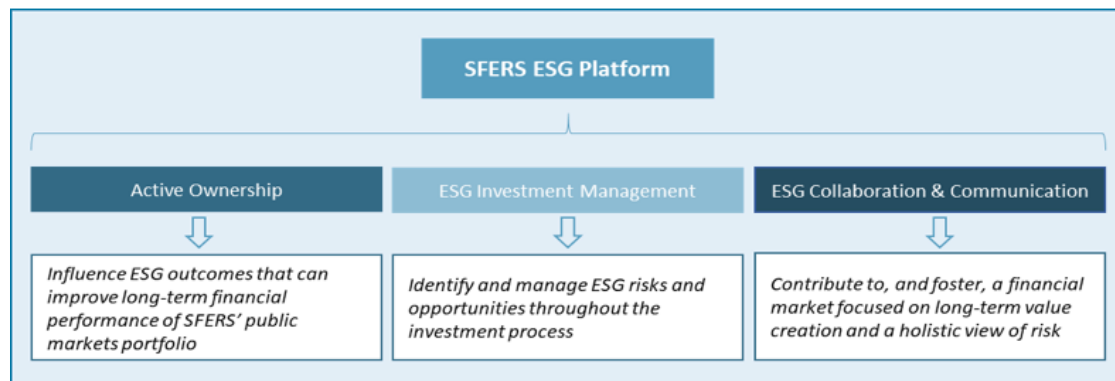 SFERS ESG Platform
Active Ownership
ESG Investment Management
ESG Collaboration & Communication
Influence ESG outcomes that can
improve long-term financial
performance of SFERS' public
markets portfolio
Identify and manage ESG risks and
opportunities throughout the
investment process
Contribute to, and foster, a financial
market focused on long-term value
creation and a holistic view of risk